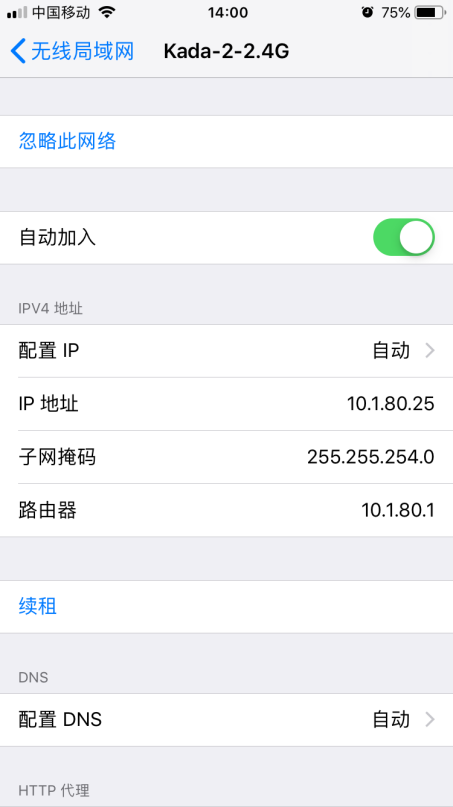 中国移动 14:00 75%
无线局域网 Kada-2-2.4G
忽略此网络
自动加入
IPV4 地址
配置 IP 自动
IP 地址 10.1.80.25
子网掩码 255.255.254.0
路由器 10.1.80.1
续租
DNS
配置 DNS 自动
HTTP 代理